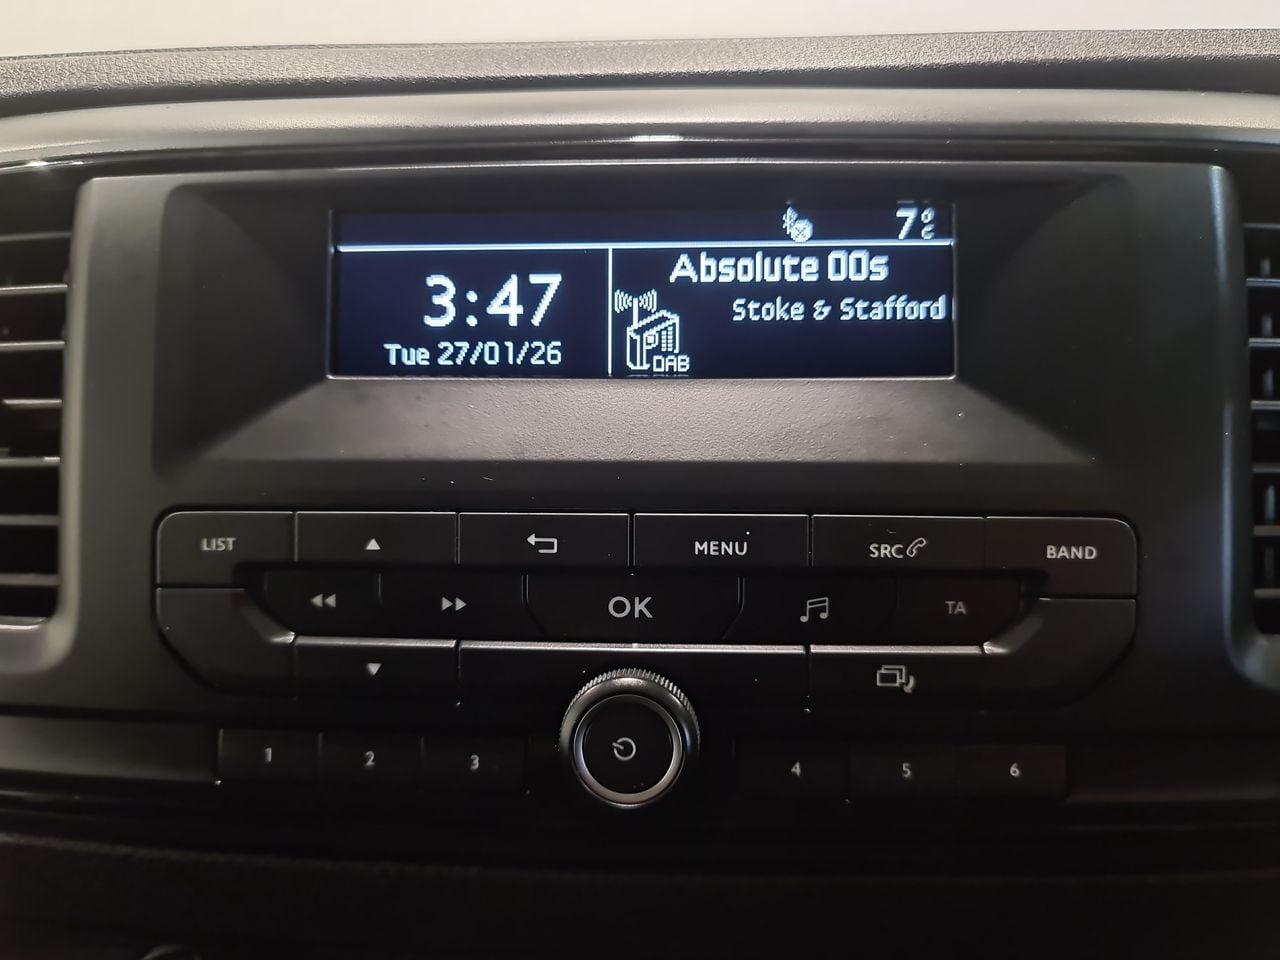 7°C
3:47
Tue 27/01/26
Absolute 00s
Stoke & Stafford
DAB
LIST
MENU
SRC
BAND
OK
TA
1
2
3
4
5
6